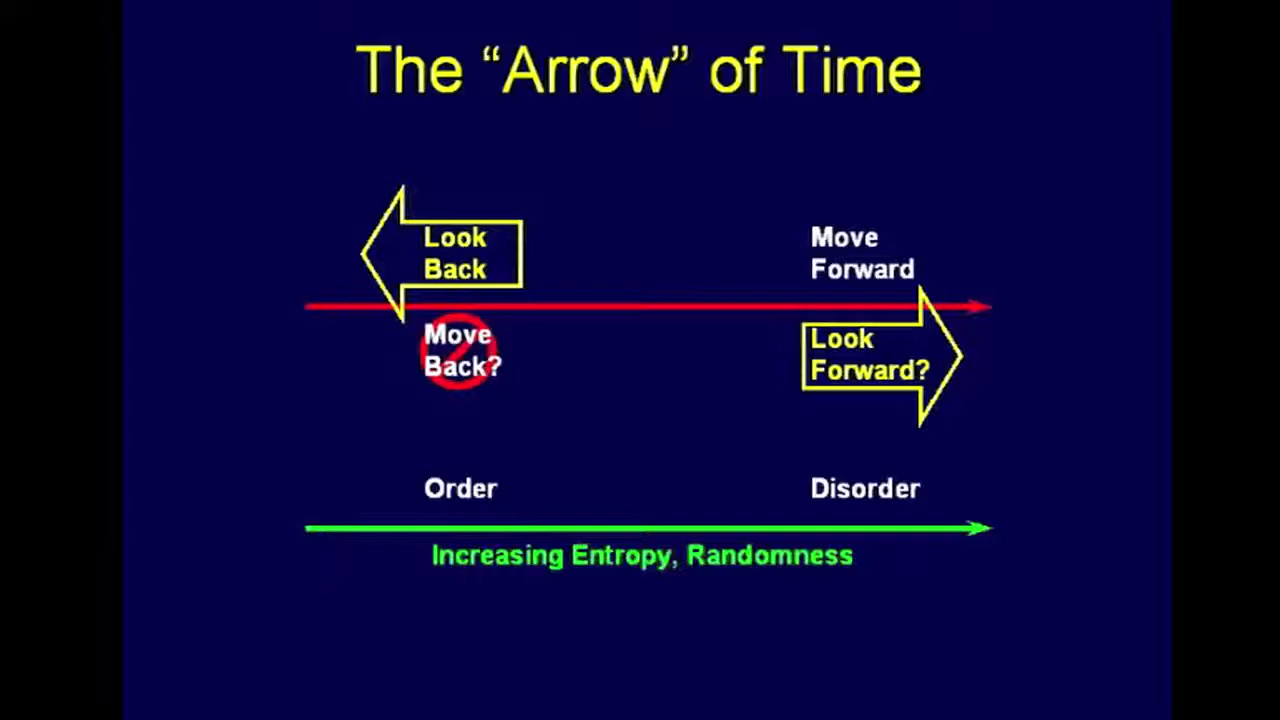 The “Arrow” of Time
Look
Back
Move
Forward
Move
Back?
Look
Forward?
Order
Disorder
Increasing Entropy, Randomness